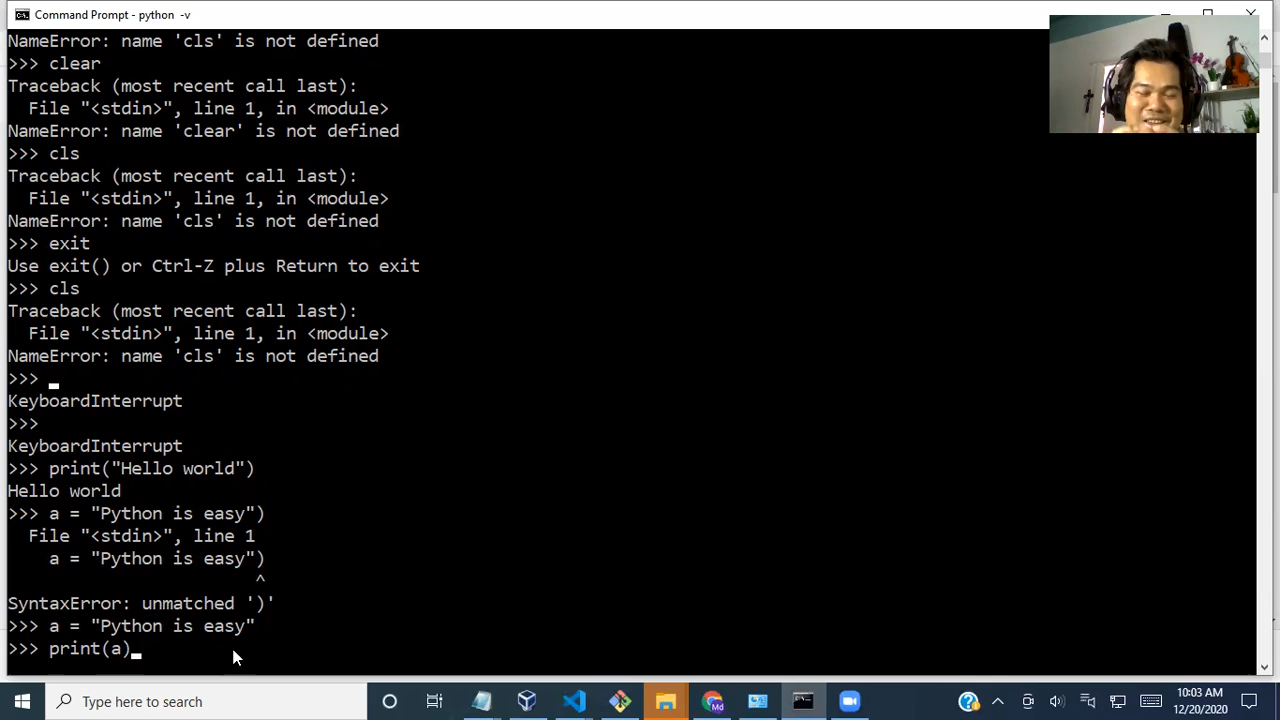 Command Prompt - python -v
NameError: name 'cls' is not defined
>>> clear
Traceback (most recent call last):
  File "<stdin>", line 1, in <module>
NameError: name 'clear' is not defined
>>> cls
Traceback (most recent call last):
  File "<stdin>", line 1, in <module>
NameError: name 'cls' is not defined
>>> exit
Use exit() or Ctrl-Z plus Return to exit
>>> cls
Traceback (most recent call last):
  File "<stdin>", line 1, in <module>
NameError: name 'cls' is not defined
>>>
KeyboardInterrupt
>>>
KeyboardInterrupt
>>> print("Hello world")
Hello world
>>> a = "Python is easy")
  File "<stdin>", line 1
    a = "Python is easy")
                        ^
SyntaxError: unmatched ')'
>>> a = "Python is easy"
>>> print(a)
Type here to search
Md
10:03 AM
12/20/2020